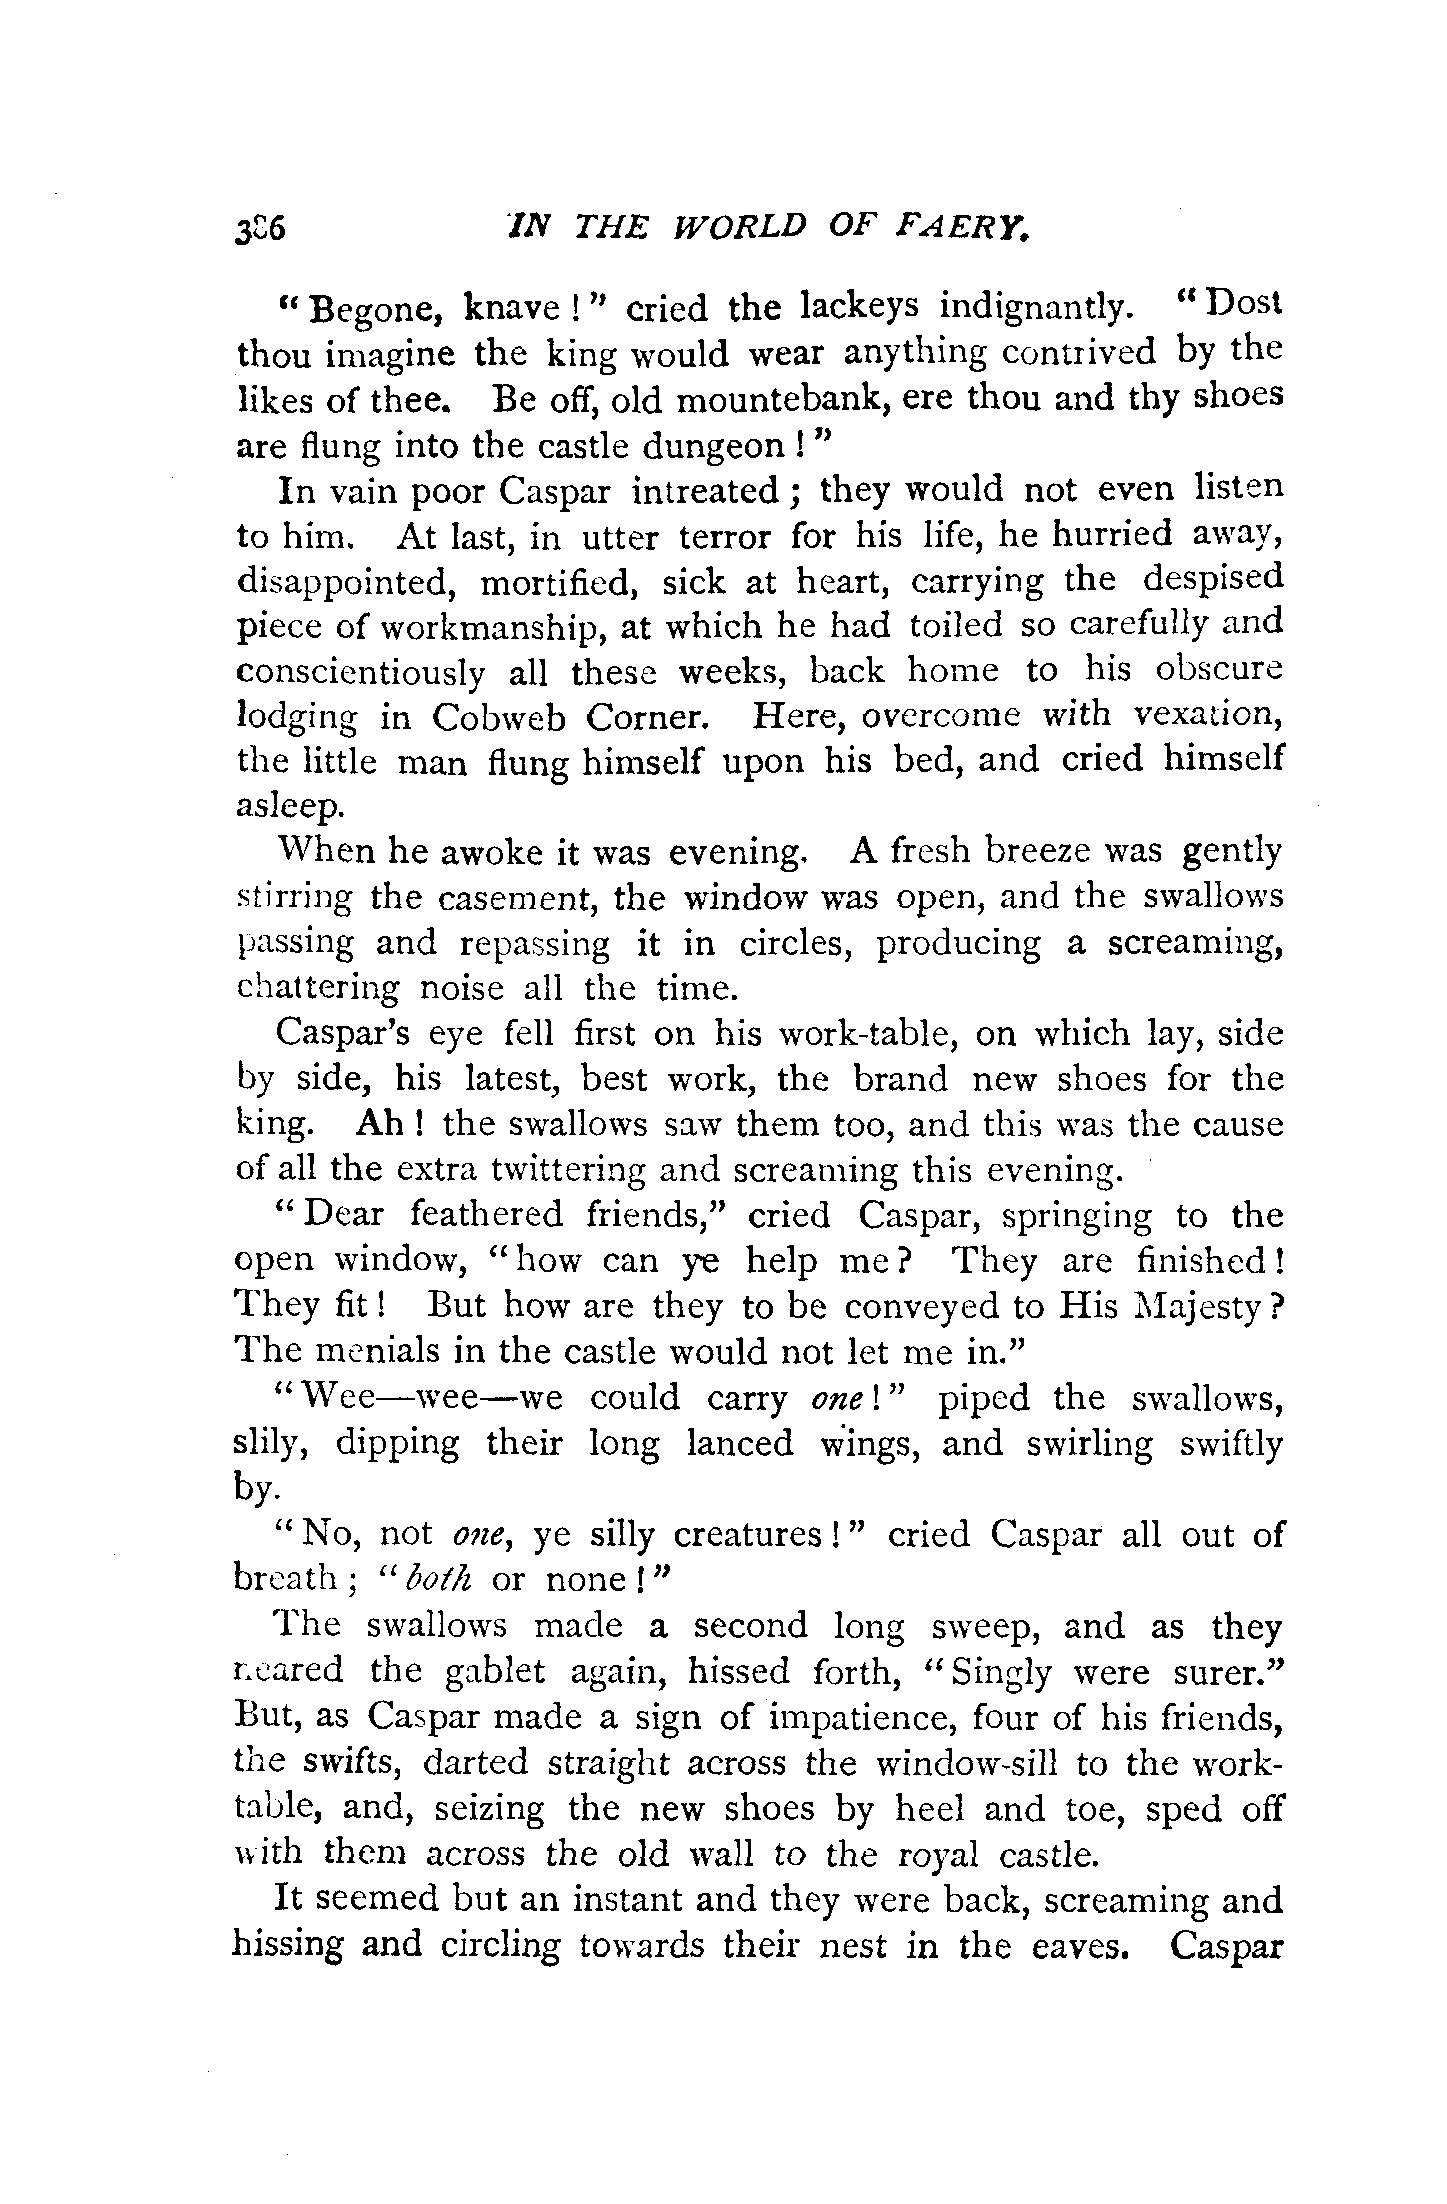 386 IN THE WORLD OF FAERY.
“Begone, knave!” cried the lackeys indignantly. “Dost
thou imagine the king would wear anything contrived by the
likes of thee. Be off, old mountebank, ere thou and thy shoes
are flung into the castle dungeon!”
In vain poor Caspar intreated; they would not even listen
to him. At last, in utter terror for his life, he hurried away,
disappointed, mortified, sick at heart, carrying the despised
piece of workmanship, at which he had toiled so carefully and
conscientiously all these weeks, back home to his obscure
lodging in Cobweb Corner. Here, overcome with vexation,
the little man flung himself upon his bed, and cried himself
asleep.
When he awoke it was evening. A fresh breeze was gently
stirring the casement, the window was open, and the swallows
passing and repassing it in circles, producing a screaming,
chattering noise all the time.
Caspar’s eye fell first on his work-table, on which lay, side
by side, his latest, best work, the brand new shoes for the
king. Ah! the swallows saw them too, and this was the cause
of all the extra twittering and screaming this evening.
“Dear feathered friends,” cried Caspar, springing to the
open window, “how can ye help me? They are finished!
They fit! But how are they to be conveyed to His Majesty?
The menials in the castle would not let me in.”
“Wee—wee—we could carry one!” piped the swallows,
slily, dipping their long lanced wings, and swirling swiftly
by.
“No, not one, ye silly creatures!” cried Caspar all out of
breath; “both or none!”
The swallows made a second long sweep, and as they
neared the gablet again, hissed forth, “Singly were surer.”
But, as Caspar made a sign of impatience, four of his friends,
the swifts, darted straight across the window-sill to the work-
table, and, seizing the new shoes by heel and toe, sped off
with them across the old wall to the royal castle.
It seemed but an instant and they were back, screaming and
hissing and circling towards their nest in the eaves. Caspar